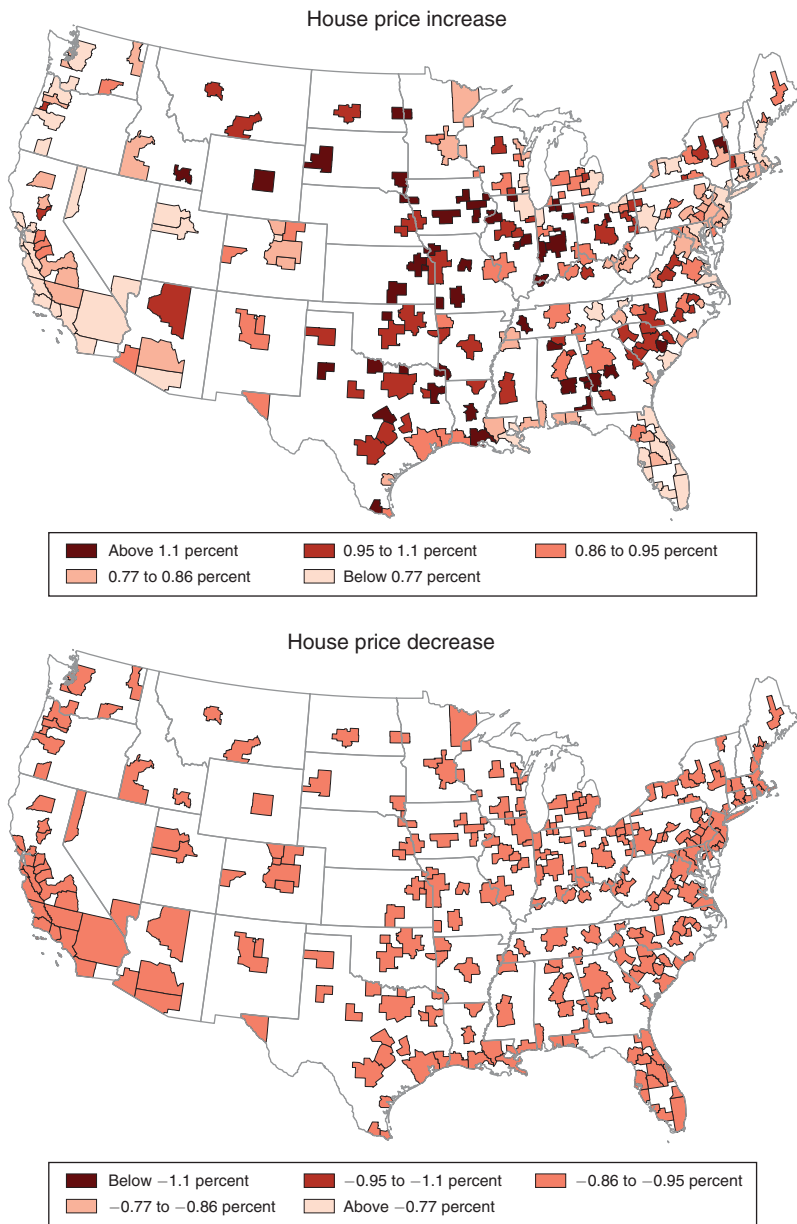 House price increase
Above 1.1 percent 0.95 to 1.1 percent 0.86 to 0.95 percent
0.77 to 0.86 percent Below 0.77 percent
House price decrease
Below −1.1 percent −0.95 to −1.1 percent −0.86 to −0.95 percent
−0.77 to −0.86 percent Above −0.77 percent